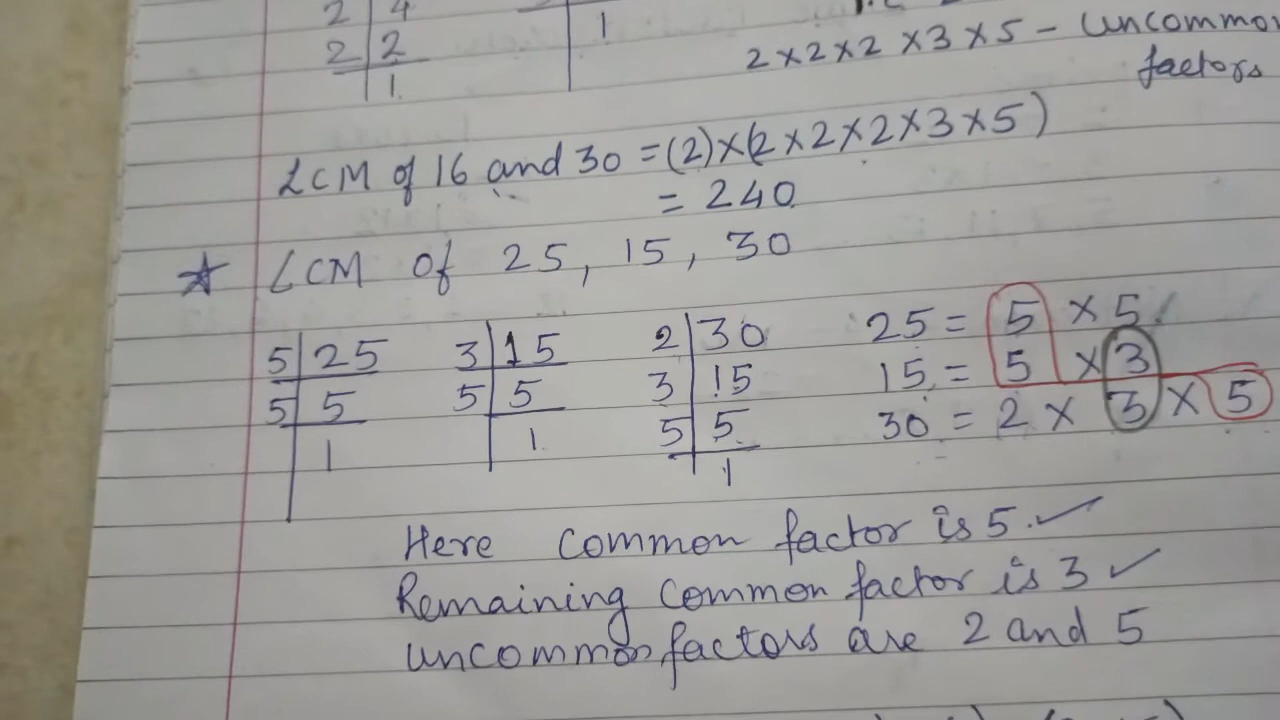 2 | 4
2 | 2
1
1
2×2×2×3×5 - Uncommon
factors
LCM of 16 and 30 = (2)×(2×2×2×3×5)
= 240
☆ LCM of 25, 15, 30
5 | 25 3 | 15 2 | 30 25 = 5 × 5
5 | 5 5 | 5 3 | 15 15 = 5 × 3
1 1 5 | 5 30 = 2 × 3 × 5
1
Here common factor is 5. ✓
Remaining common factor is 3 ✓
uncommon factors are 2 and 5